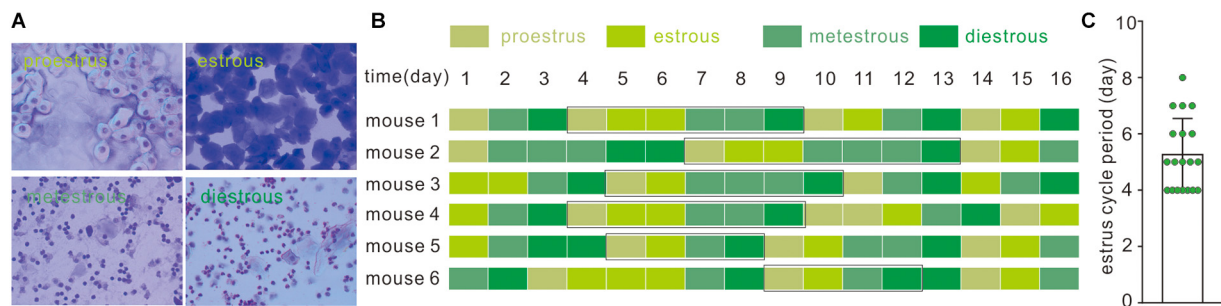 A
proestrus
estrous
metestrous
diestrous
B
proestrus
estrous
metestrous
diestrous
time(day) 1 2 3 4 5 6 7 8 9 10 11 12 13 14 15 16
mouse 1
mouse 2
mouse 3
mouse 4
mouse 5
mouse 6
C
estrus cycle period (day)
10
8
6
4
2
0